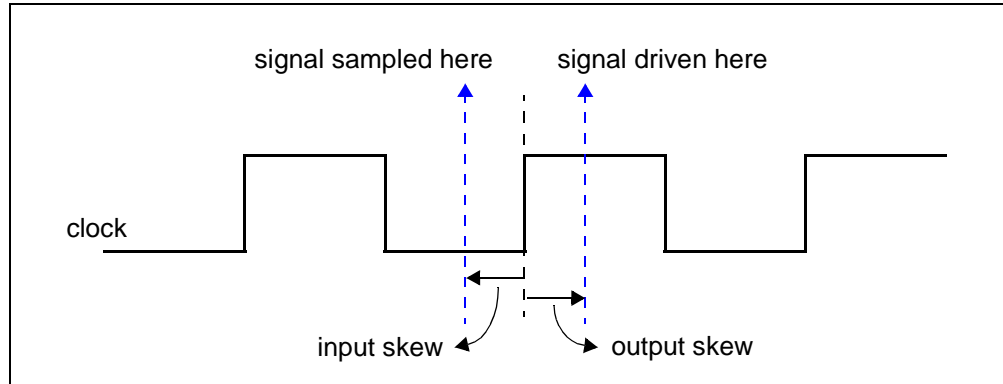 signal sampled here
signal driven here
clock
input skew
output skew